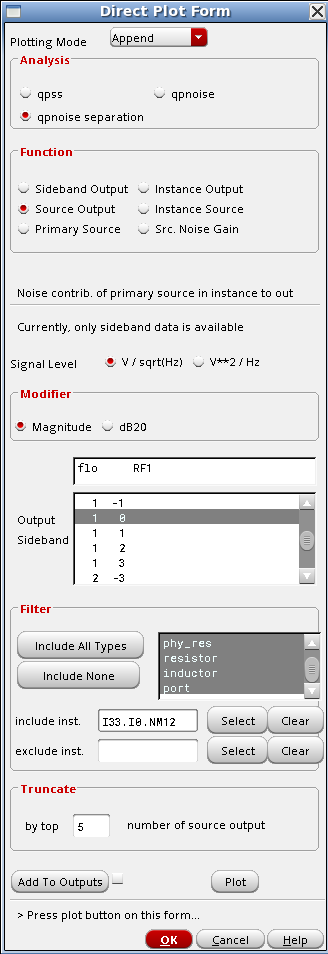 Direct Plot Form
Plotting Mode Append
Analysis
qpss qpnoise
qpnoise separation
Function
Sideband Output Instance Output
Source Output Instance Source
Primary Source Src. Noise Gain
Noise contrib. of primary source in instance to out
Currently, only sideband data is available
Signal Level V / sqrt(Hz) V**2 / Hz
Modifier
Magnitude dB20
flo RF1
Output
Sideband
1 -1
1 0
1 1
1 2
1 3
2 -3
Filter
Include All Types
Include None
phy_res
resistor
inductor
port
include inst. I33.I0.NM12 Select Clear
exclude inst. Select Clear
Truncate
by top 5 number of source output
Add To Outputs Plot
> Press plot button on this form...
OK Cancel Help